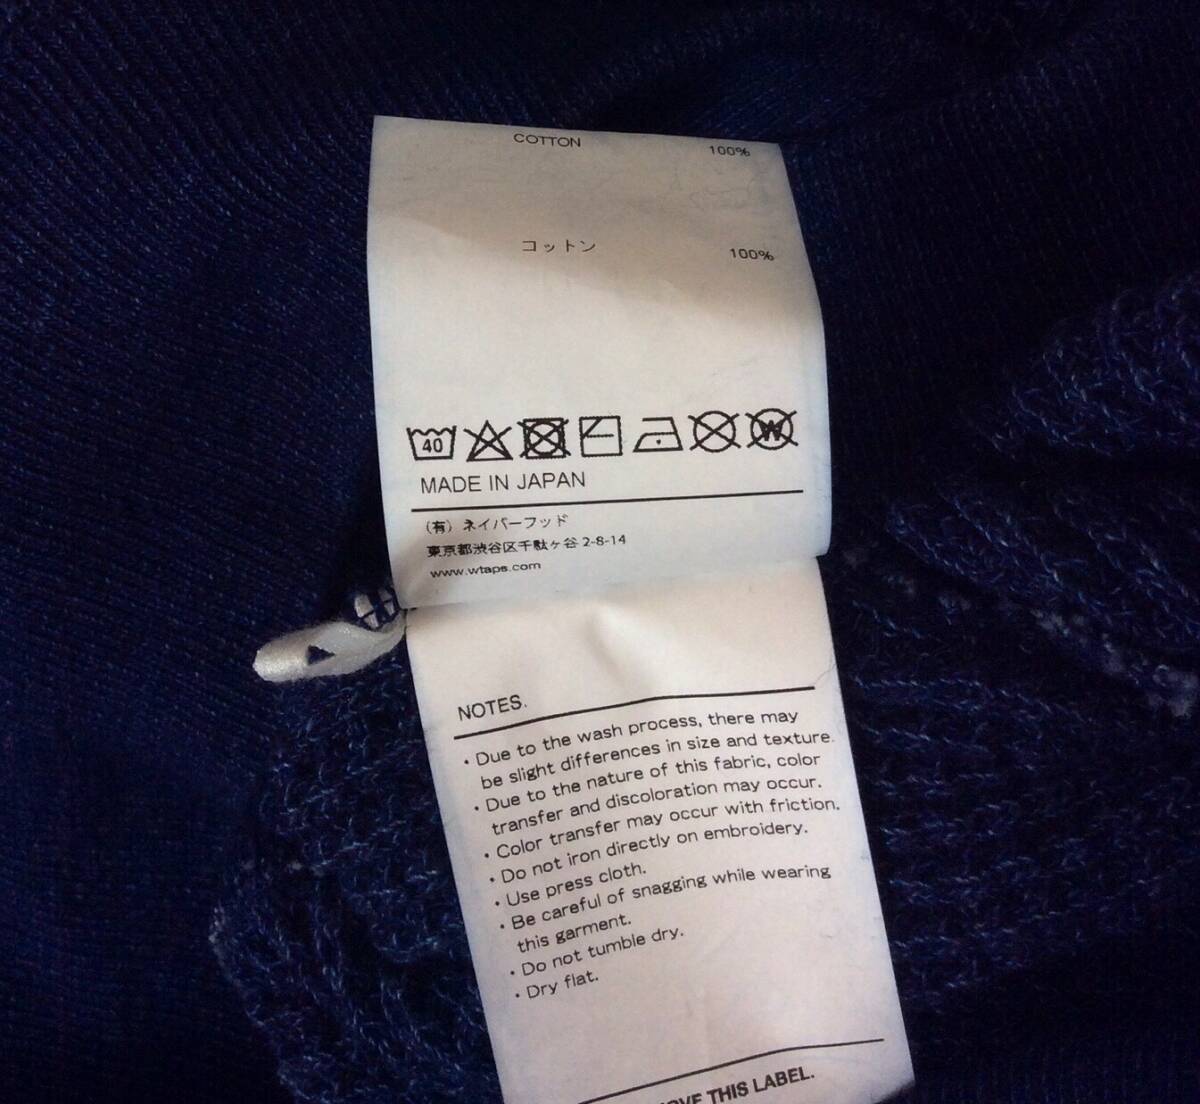 COTTON 100%
コットン 100%
40
W
MADE IN JAPAN
(有) ネイバーフッド
東京都渋谷区千駄ヶ谷 2-8-14
www.wtaps.com
NOTES.
・Due to the wash process, there may
be slight differences in size and texture.
・Due to the nature of this fabric, color
transfer and discoloration may occur.
・Color transfer may occur with friction.
・Do not iron directly on embroidery.
・Use press cloth.
・Be careful of snagging while wearing
this garment.
・Do not tumble dry.
・Dry flat.
THIS LABEL.